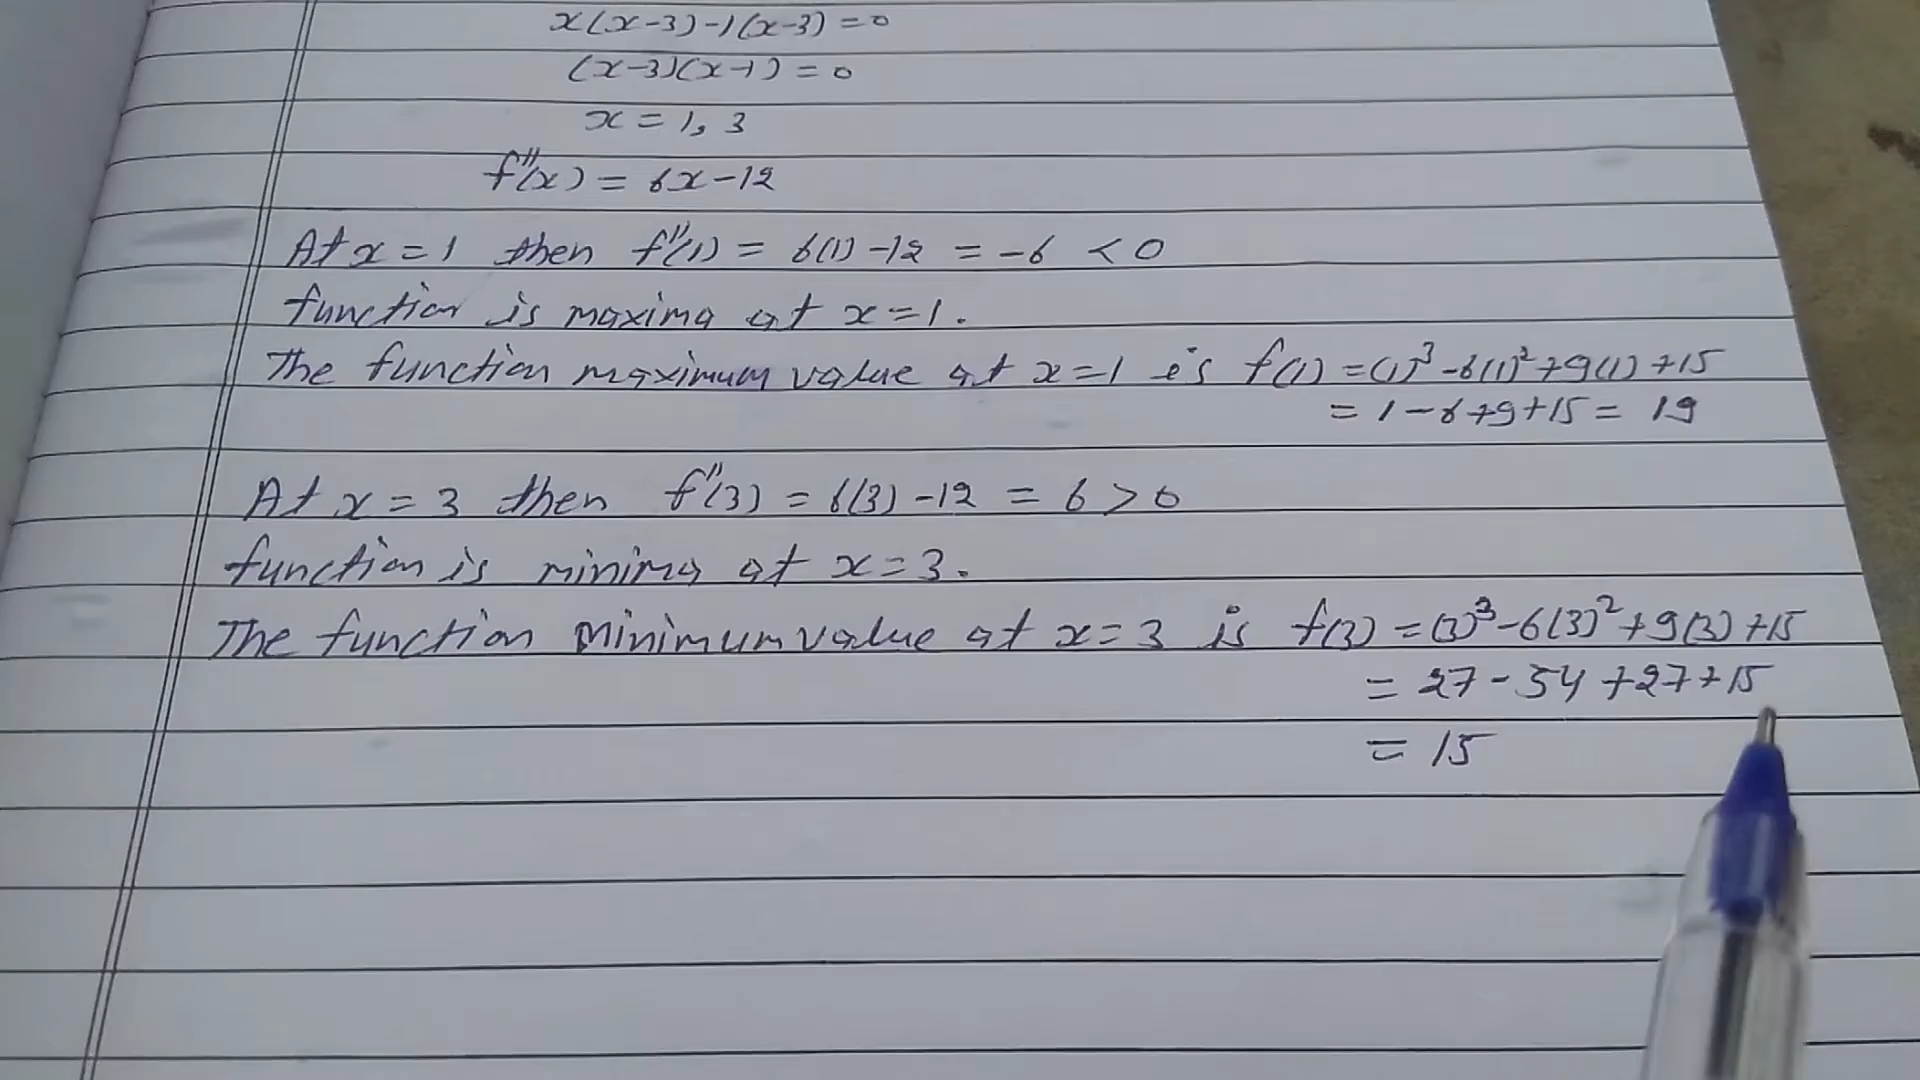 x(x-3)-1(x-3)=0
(x-3)(x-1)=0
x=1, 3
f''(x) = 6x-12
At x=1 then f''(1) = 6(1)-12 = -6 < 0
function is maxima at x=1.
The function maximum value at x=1 is f(1) = (1)³-6(1)²+9(1)+15
= 1-6+9+15 = 19
At x=3 then f''(3) = 6(3)-12 = 6 > 0
function is minima at x=3.
The function minimum value at x=3 is f(3) = (3)³-6(3)²+9(3)+15
= 27-54+27+15
= 15